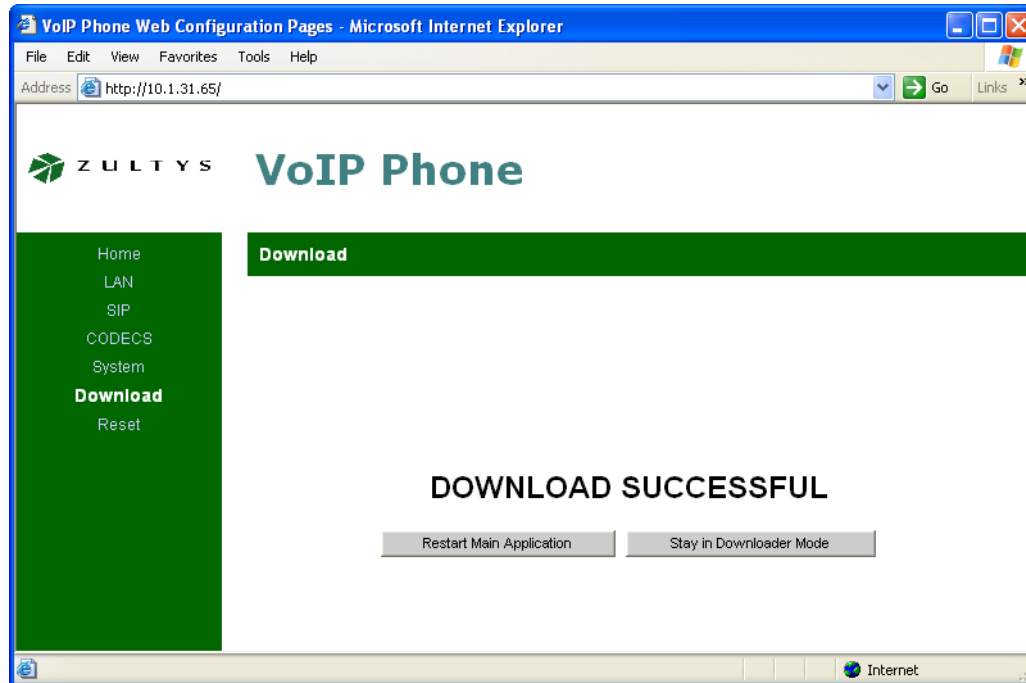 VoIP Phone Web Configuration Pages - Microsoft Internet Explorer
File Edit View Favorites Tools Help
Address http://10.1.31.65/ Go Links »
ZULTYS VoIP Phone
Home
LAN
SIP
CODECS
System
Download
Reset
Download
DOWNLOAD SUCCESSFUL
Restart Main Application Stay in Downloader Mode
Internet